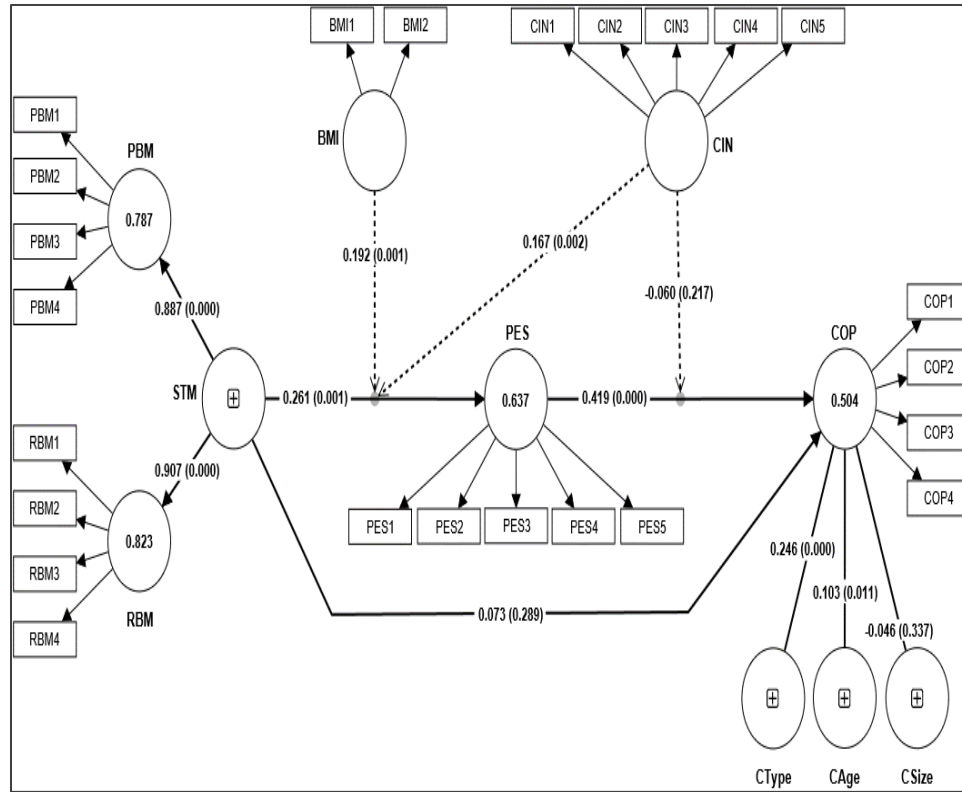 BMI1 BMI2 CIN1 CIN2 CIN3 CIN4 CIN5
PBM1
PBM2
PBM3
PBM4
PBM
0.787
BMI
CIN
0.192 (0.001)
0.167 (0.002)
-0.060 (0.217)
0.887 (0.000)
STM
0.261 (0.001)
PES
0.637
0.419 (0.000)
COP
0.504
COP1
COP2
COP3
COP4
0.907 (0.000)
RBM1
RBM2
RBM3
RBM4
0.823
RBM
PES1 PES2 PES3 PES4 PES5
0.073 (0.289)
0.246 (0.000)
0.103 (0.011)
-0.046 (0.337)
CType CAge CSize